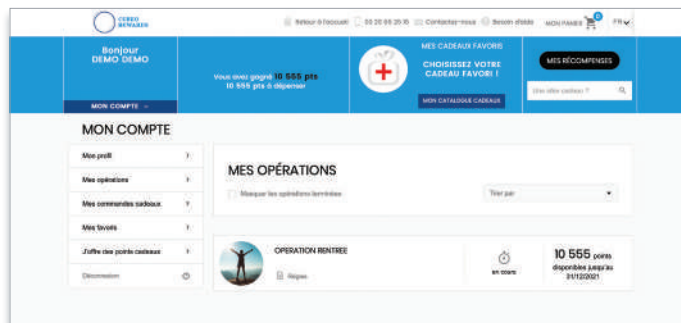 CUBEO
REWARDS
Retour à l'accueil
03 20 66 20 16
Contactez-nous
Besoin d'aide
MON PANIER
0
FR
Bonjour
DEMO DEMO
MON COMPTE
Vous avez gagné 10 555 pts
10 555 pts à dépenser
MES CADEAUX FAVORIS
CHOISISSEZ VOTRE
CADEAU FAVORI !
MON CATALOGUE CADEAUX
MES RÉCOMPENSES
Une idée cadeau ?
MON COMPTE
Mon profil
Mes opérations
Mes commandes cadeaux
Mes favoris
J'offre des points cadeaux
Déconnexion
MES OPÉRATIONS
Masquer les opérations terminées
Trier par
OPERATION RENTREE
Règles
en cours
10 555 points
disponibles jusqu'au
31/12/2021